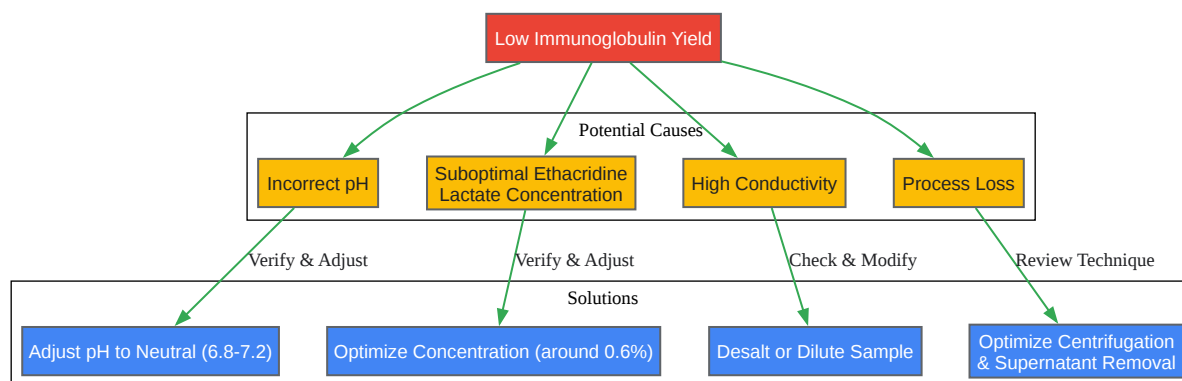 Low Immunoglobulin Yield
Potential Causes
Incorrect pH
Suboptimal Ethacridine
Lactate Concentration
High Conductivity
Process Loss
Verify & Adjust
Verify & Adjust
Check & Modify
Review Technique
Solutions
Adjust pH to Neutral (6.8-7.2)
Optimize Concentration (around 0.6%)
Desalt or Dilute Sample
Optimize Centrifugation
& Supernatant Removal